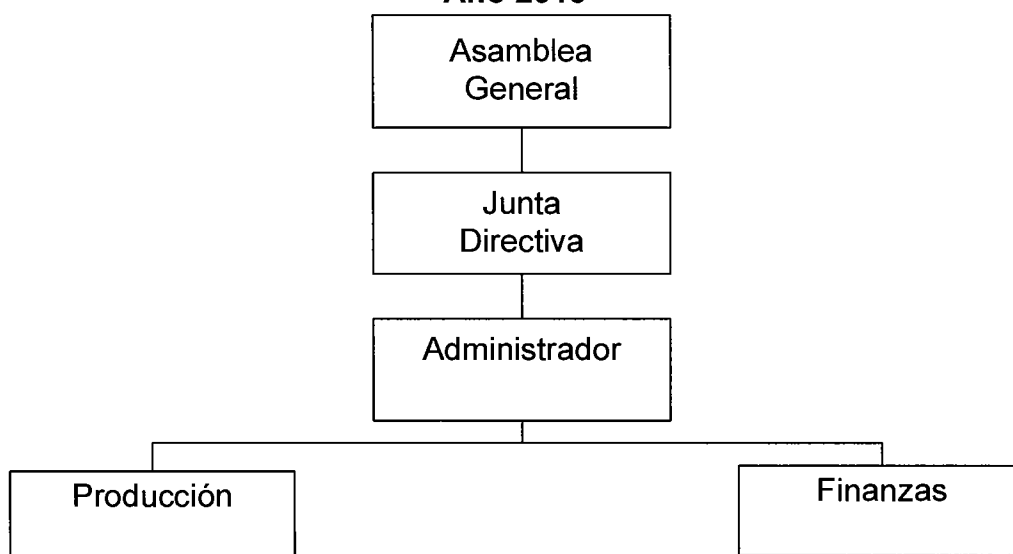 Asamblea
General
Junta
Directiva
Administrador
Producción
Finanzas